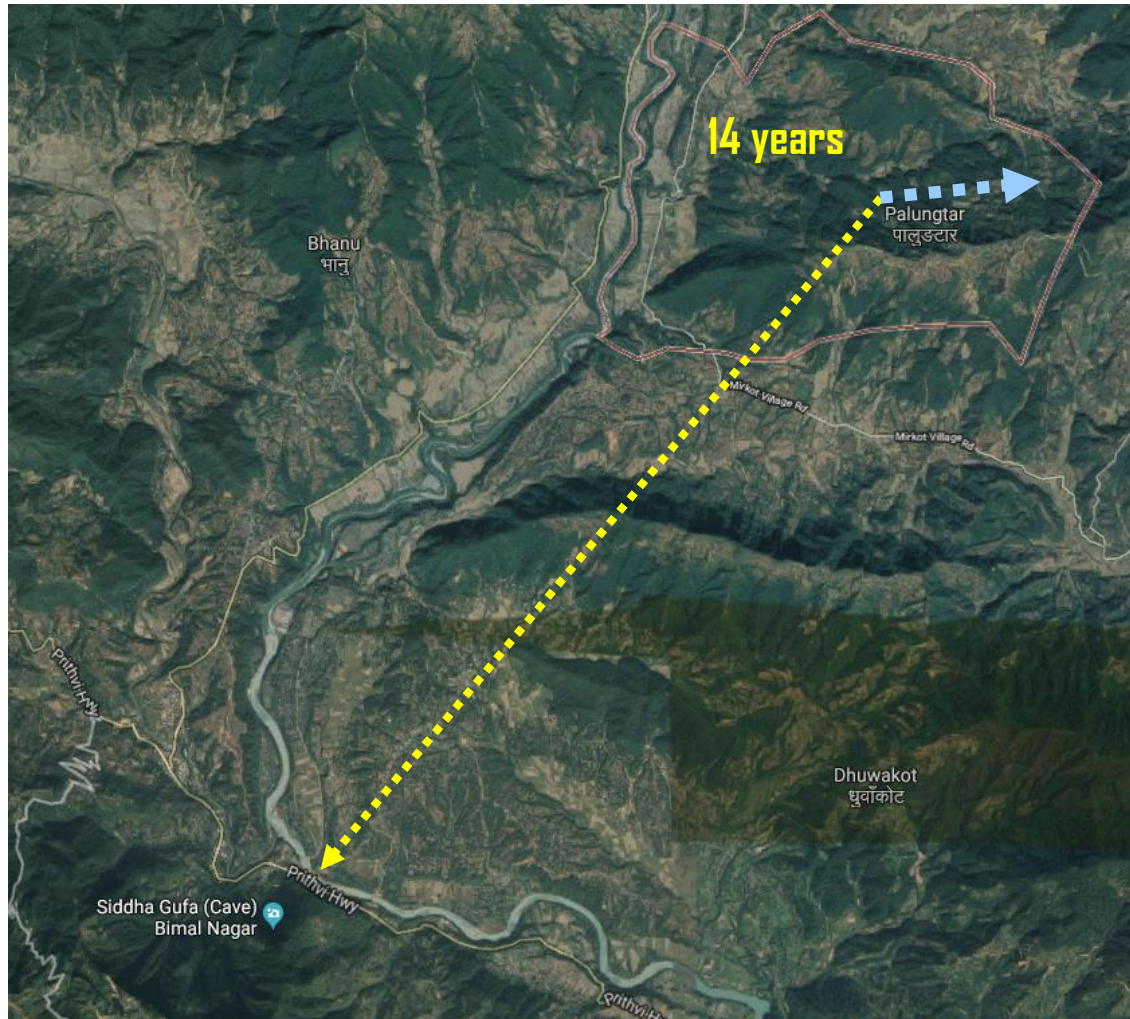 14 years
Palungtar
पालुङटार
Bhanu
भानु
Mirkot Village Rd
Mirkot Village Rd
Prithvi Hwy
Dhuwakot
धुवाँकोट
Prithvi Hwy
Siddha Gufa (Cave)
Bimal Nagar
Prithvi H